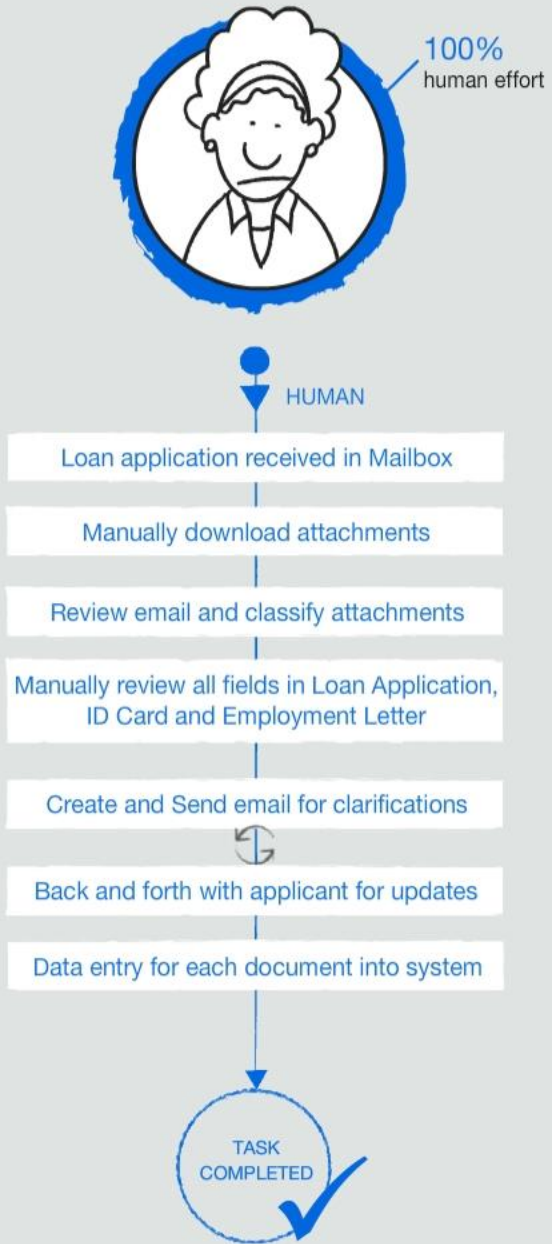 100%
human effort
HUMAN
Loan application received in Mailbox
Manually download attachments
Review email and classify attachments
Manually review all fields in Loan Application,
ID Card and Employment Letter
Create and Send email for clarifications
Back and forth with applicant for updates
Data entry for each document into system
TASK
COMPLETED